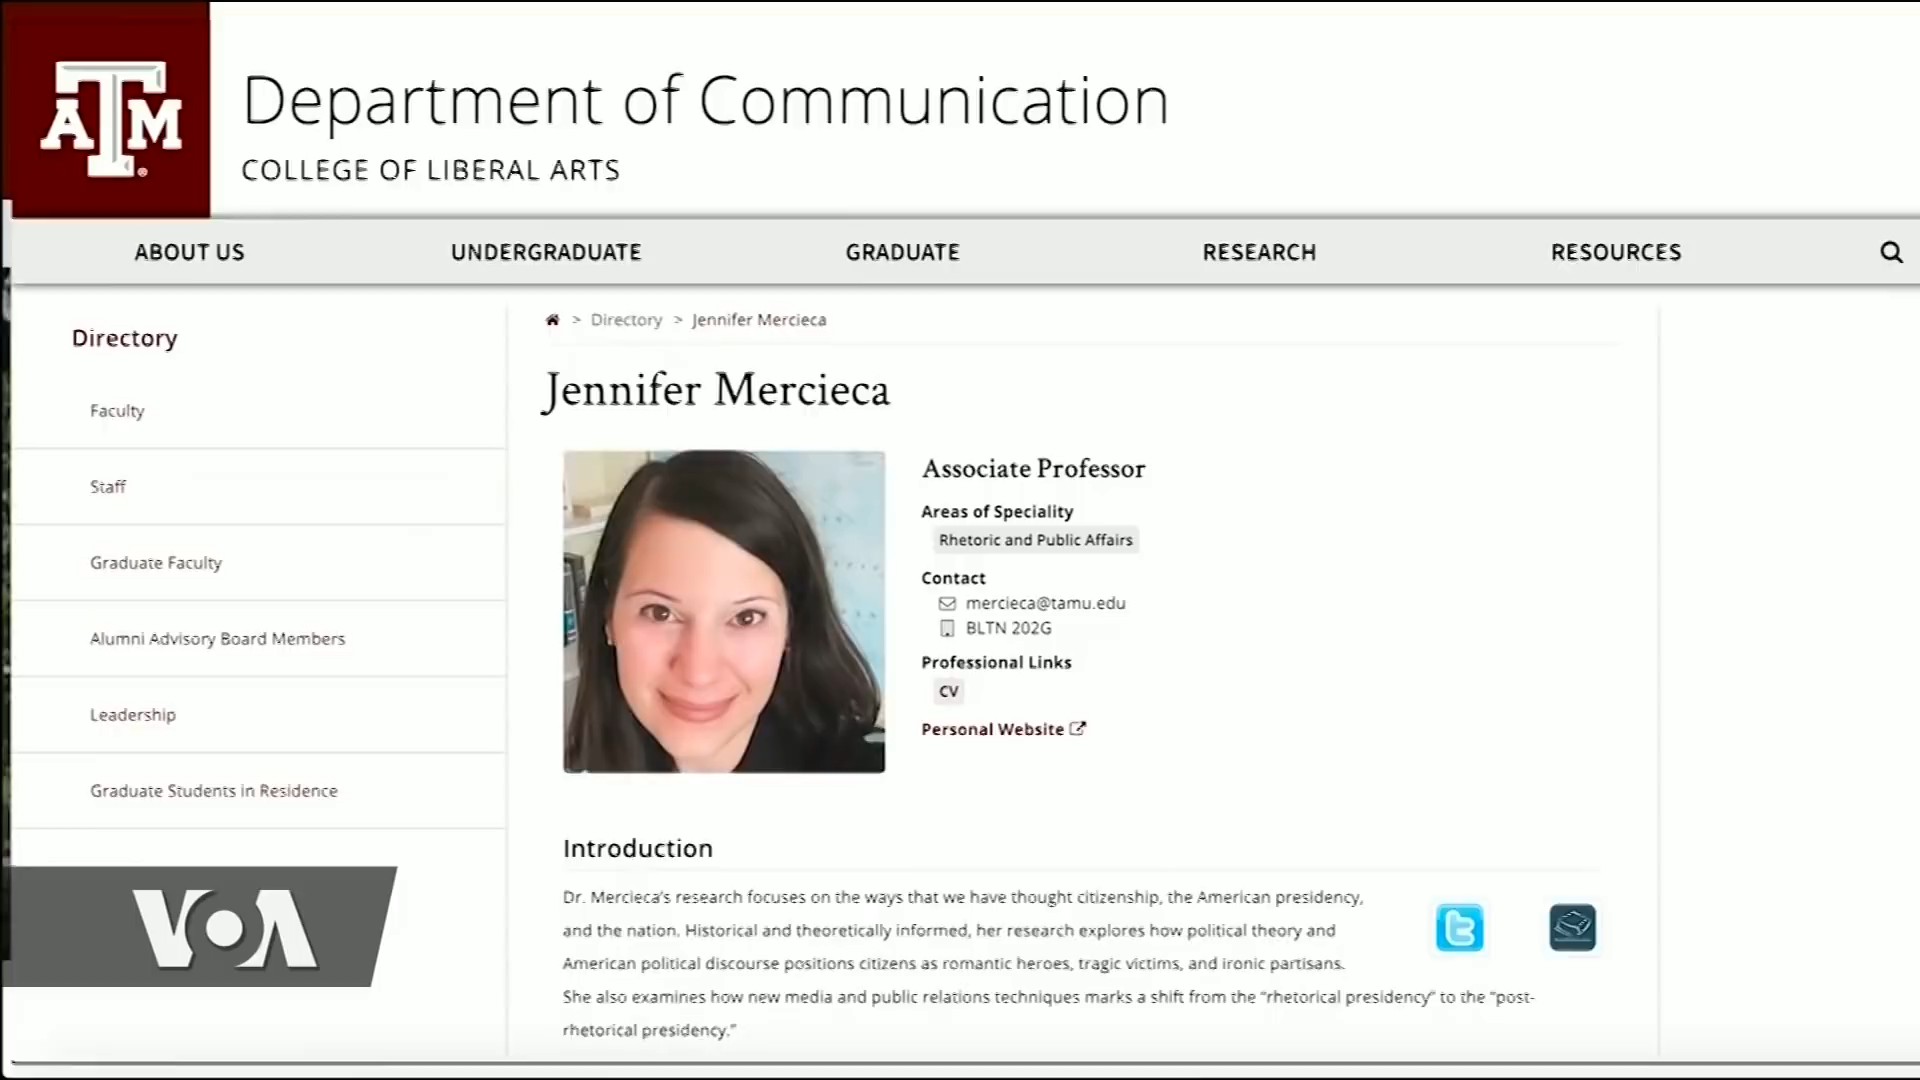 ATM
Department of Communication
COLLEGE OF LIBERAL ARTS
ABOUT US
UNDERGRADUATE
GRADUATE
RESEARCH
RESOURCES
Directory
Faculty
Staff
Graduate Faculty
Alumni Advisory Board Members
Leadership
Graduate Students in Residence
> Directory > Jennifer Mercieca
Jennifer Mercieca
Associate Professor
Areas of Speciality
Rhetoric and Public Affairs
Contact
mercieca@tamu.edu
BLTN 202G
Professional Links
CV
Personal Website
Introduction
Dr. Mercieca’s research focuses on the ways that we have thought citizenship, the American presidency,
and the nation. Historical and theoretically informed, her research explores how political theory and
American political discourse positions citizens as romantic heroes, tragic victims, and ironic partisans.
She also examines how new media and public relations techniques marks a shift from the “rhetorical presidency” to the “post-
rhetorical presidency.”
VOA